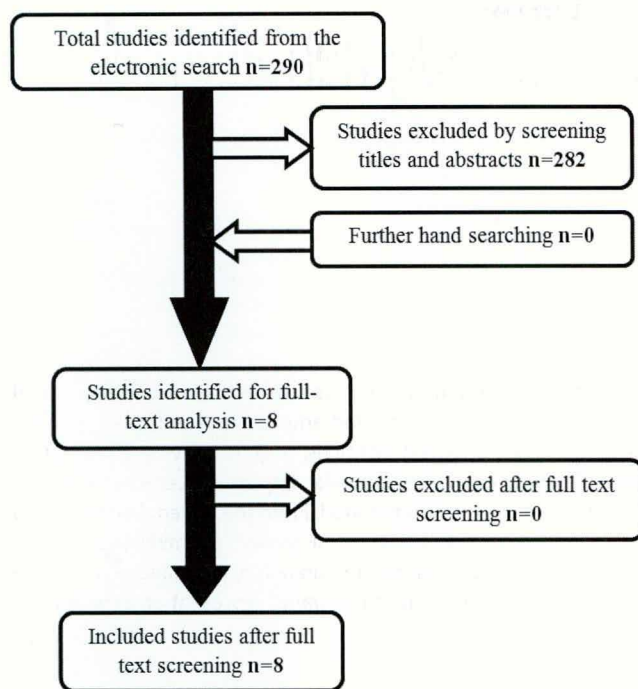 Total studies identified from the
electronic search n=290
Studies excluded by screening
titles and abstracts n=282
Further hand searching n=0
Studies identified for full-
text analysis n=8
Studies excluded after full text
screening n=0
Included studies after full
text screening n=8